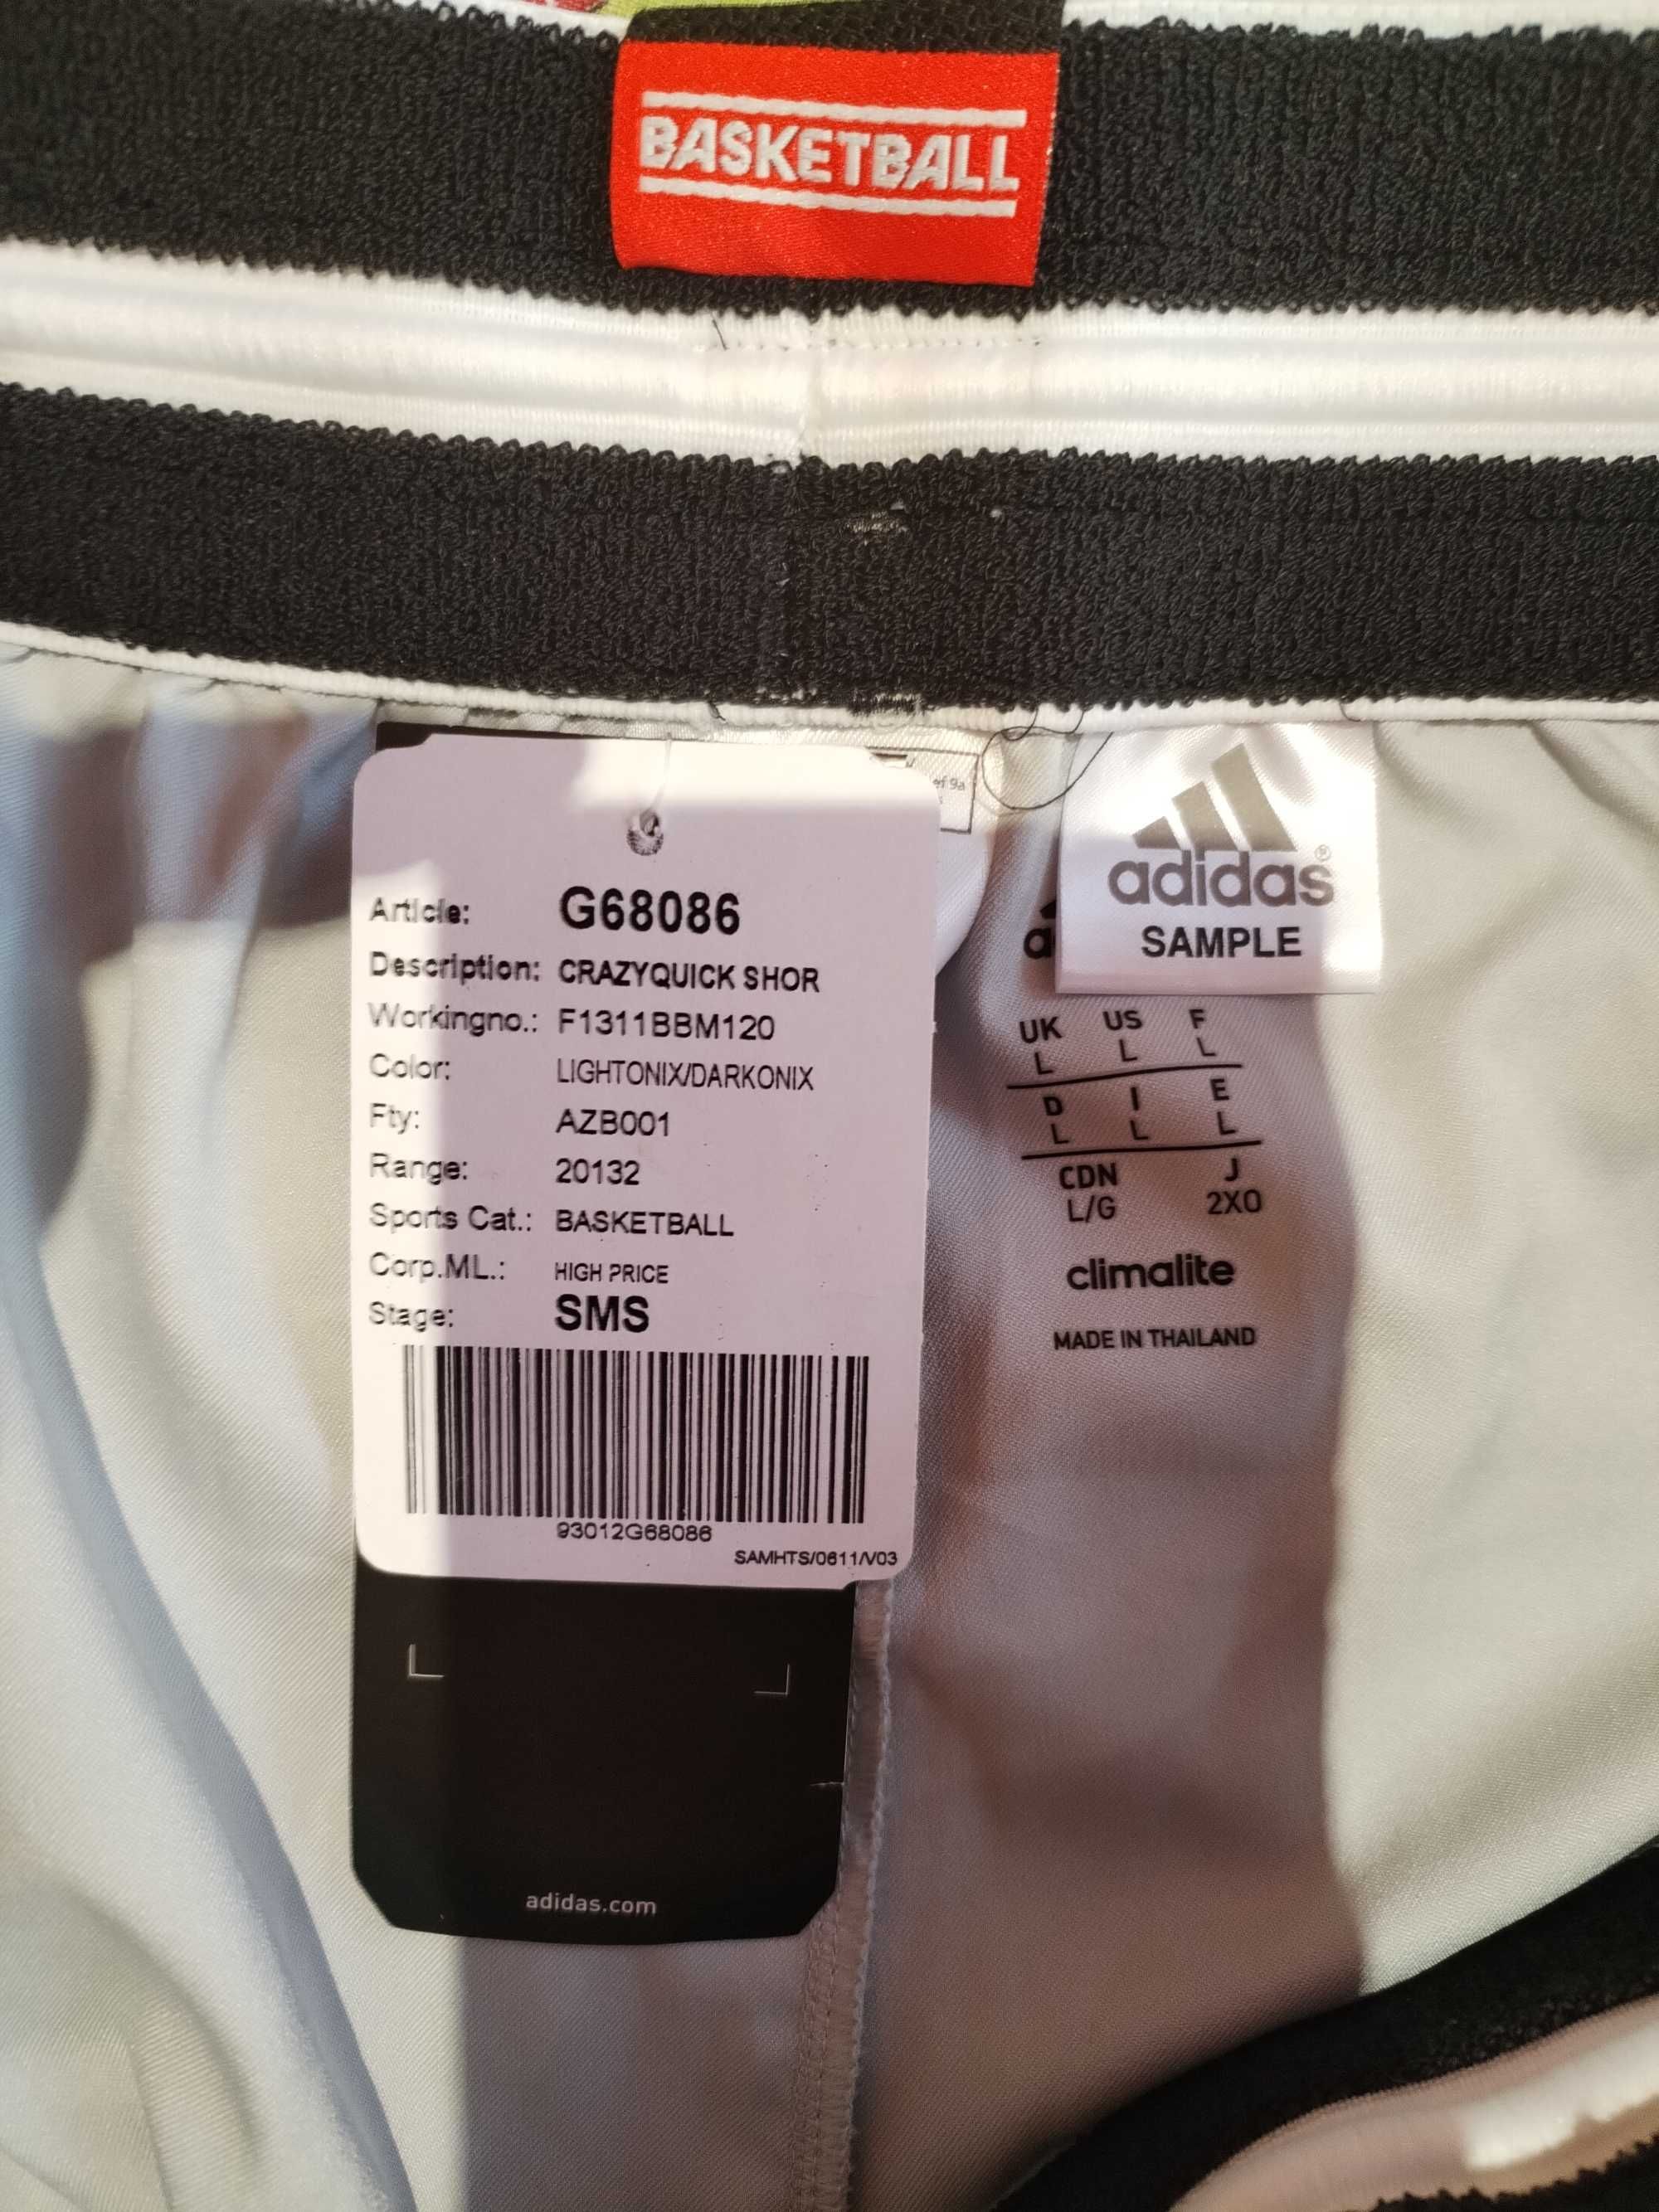 BASKETBALL
Article: G68086
Description: CRAZYQUICK SHOR
Workingno.: F1311BBM120
Color: LIGHTONIX/DARKONIX
Fty: AZB001
Range: 20132
Sports Cat.: BASKETBALL
Corp.ML.: HIGH PRICE
Stage: SMS
93012G68086
SAMHTS/0611/V03
adidas.com
9a
adidas®
SAMPLE
a
UK US F
L L L
D I E
L L L
CDN J
L/G 2XO
climalite
MADE IN THAILAND